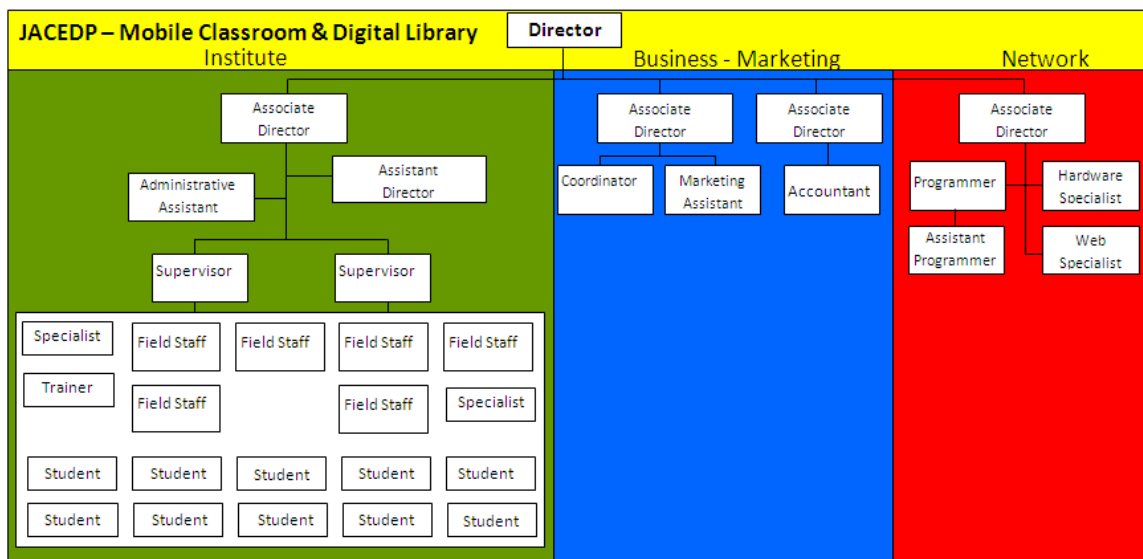 JACEDP – Mobile Classroom & Digital Library
Director
Institute
Business - Marketing
Network
Associate
Director
Associate
Director
Associate
Director
Associate
Director
Administrative
Assistant
Assistant
Director
Coordinator
Marketing
Assistant
Accountant
Programmer
Hardware
Specialist
Assistant
Programmer
Web
Specialist
Supervisor
Supervisor
Specialist
Field Staff
Field Staff
Field Staff
Field Staff
Trainer
Field Staff
Field Staff
Specialist
Student
Student
Student
Student
Student
Student
Student
Student
Student
Student